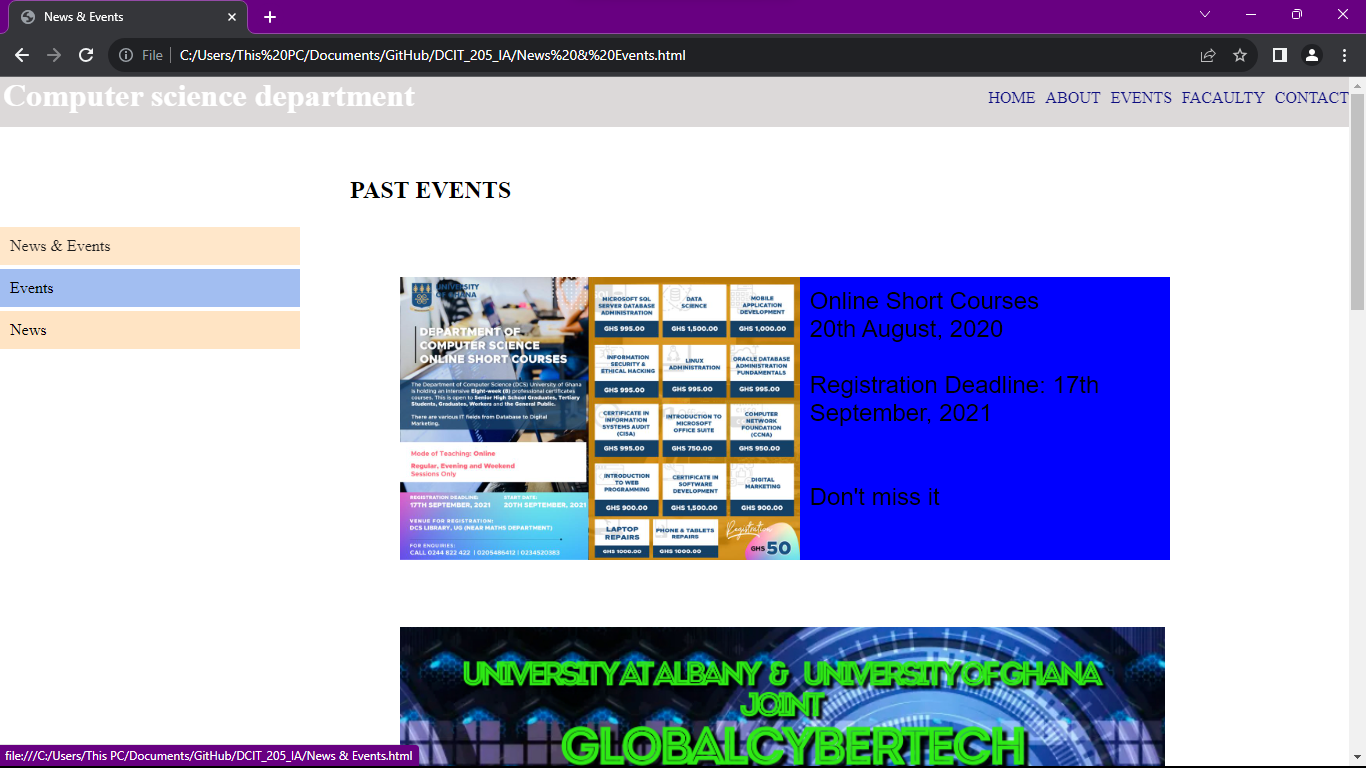 News & Events
File
C:/Users/This%20PC/Documents/GitHub/DCIT_205_IA/News%20&%20Events.html
Computer science department
HOME ABOUT EVENTS FACAULTY CONTACT
PAST EVENTS
News & Events
Events
News
UNIVERSITY
OF GHANA
DEPARTMENT OF
COMPUTER SCIENCE
ONLINE SHORT COURSES
The Department of Computer Science (DCS) University of Ghana
is holding an intensive Eight-week (8) professional certificates
courses. This is open to Senior High School Graduates, Tertiary
Students, Graduates, Workers and the General Public.
There are various IT fields from Database to Digital
Marketing.
Mode of Teaching: Online
Regular, Evening and Weekend
Sessions Only
REGISTRATION DEADLINE: START DATE:
17TH SEPTEMBER, 2021 20TH SEPTEMBER, 2021
VENUE FOR REGISTRATION:
DCS LIBRARY, UG (NEAR MATHS DEPARTMENT)
FOR ENQUIRIES:
CALL 0244 822 422 | 0205486412 | 0234520383
MICROSOFT SQL
SERVER DATABASE
ADMINISTRATION
GHS 995.00
DATA
SCIENCE
GHS 1,500.00
MOBILE
APPLICATION
DEVELOPMENT
GHS 1,000.00
INFORMATION
SECURITY &
ETHICAL HACKING
GHS 995.00
LINUX
ADMINISTRATION
GHS 995.00
ORACLE DATABASE
ADMINISTRATION
FUNDAMENTALS
GHS 995.00
CERTIFICATE IN
INFORMATION
SYSTEMS AUDIT
(CISA)
GHS 995.00
INTRODUCTION TO
MICROSOFT
OFFICE SUITE
GHS 750.00
COMPUTER
NETWORK
FOUNDATION
(CCNA)
GHS 950.00
INTRODUCTION
TO WEB
PROGRAMMING
GHS 900.00
CERTIFICATE IN
SOFTWARE
DEVELOPMENT
GHS 1,500.00
DIGITAL
MARKETING
GHS 900.00
LAPTOP
REPAIRS
GHS 1000.00
PHONE & TABLETS
REPAIRS
GHS 1000.00
Registration
GHS 50
Online Short Courses
20th August, 2020
Registration Deadline: 17th
September, 2021
Don't miss it
UNIVERSITY AT ALBANY & UNIVERSITY OF GHANA
JOINT
GLOBALCYBERTECH
file:///C:/Users/This PC/Documents/GitHub/DCIT_205_IA/News & Events.html